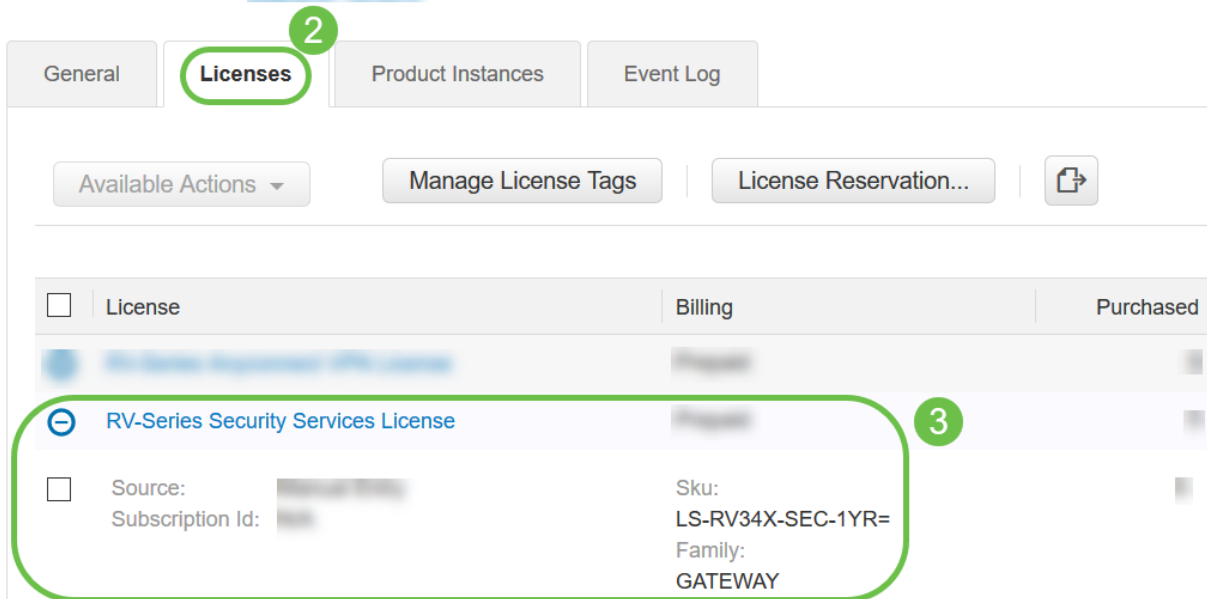 2
General Licenses Product Instances Event Log
Available Actions Manage License Tags License Reservation...
License Billing Purchased
RV-Series Security Services License
3
Source: Sku:
Subscription Id: LS-RV34X-SEC-1YR=
Family:
GATEWAY